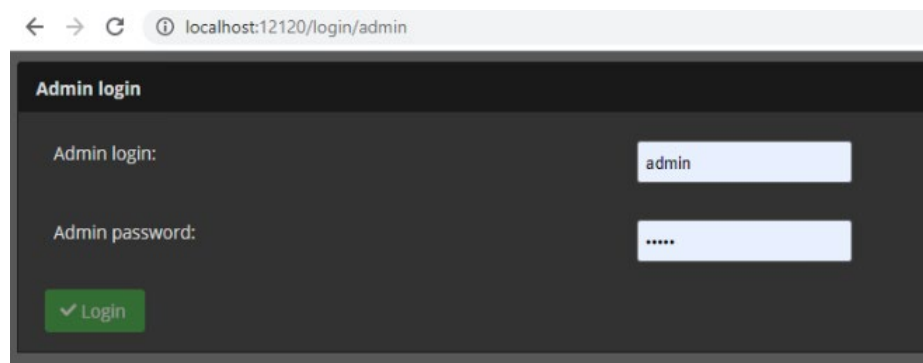 localhost:12120/login/admin
Admin login
Admin login:
admin
Admin password:
•••••
Login